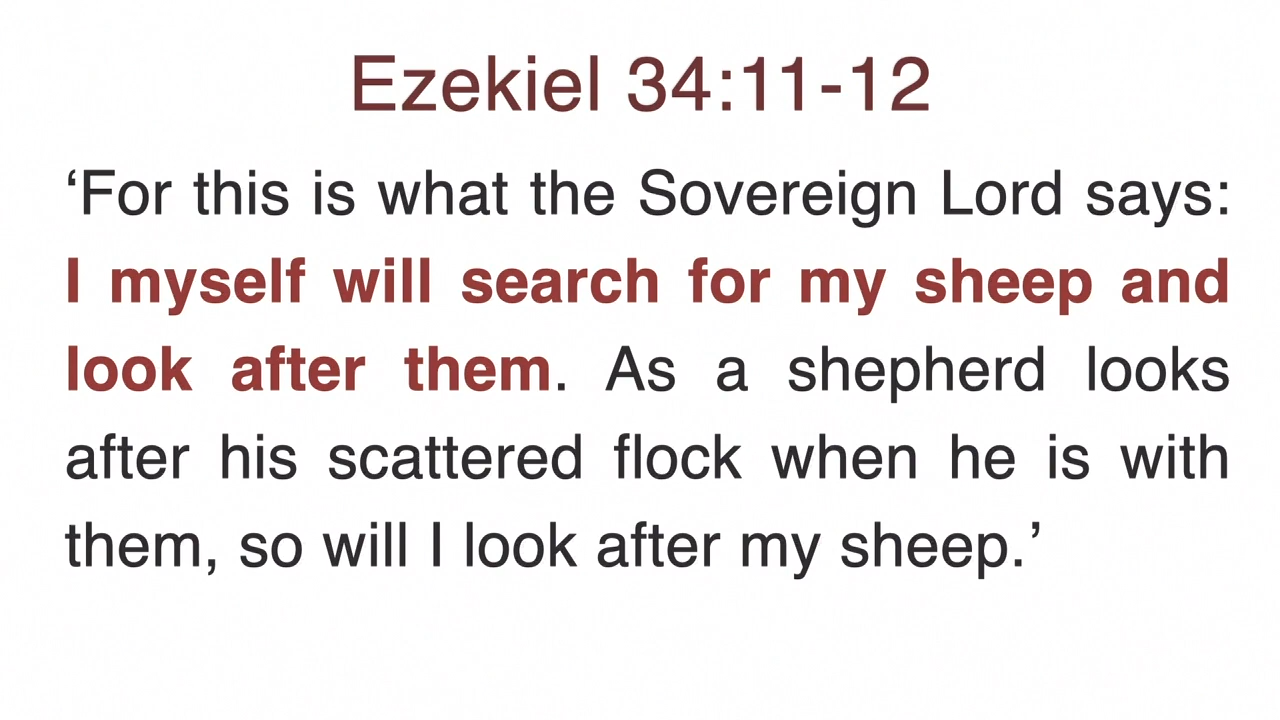 Ezekiel 34:11-12
‘For this is what the Sovereign Lord says:
I myself will search for my sheep and
look after them. As a shepherd looks
after his scattered flock when he is with
them, so will I look after my sheep.’